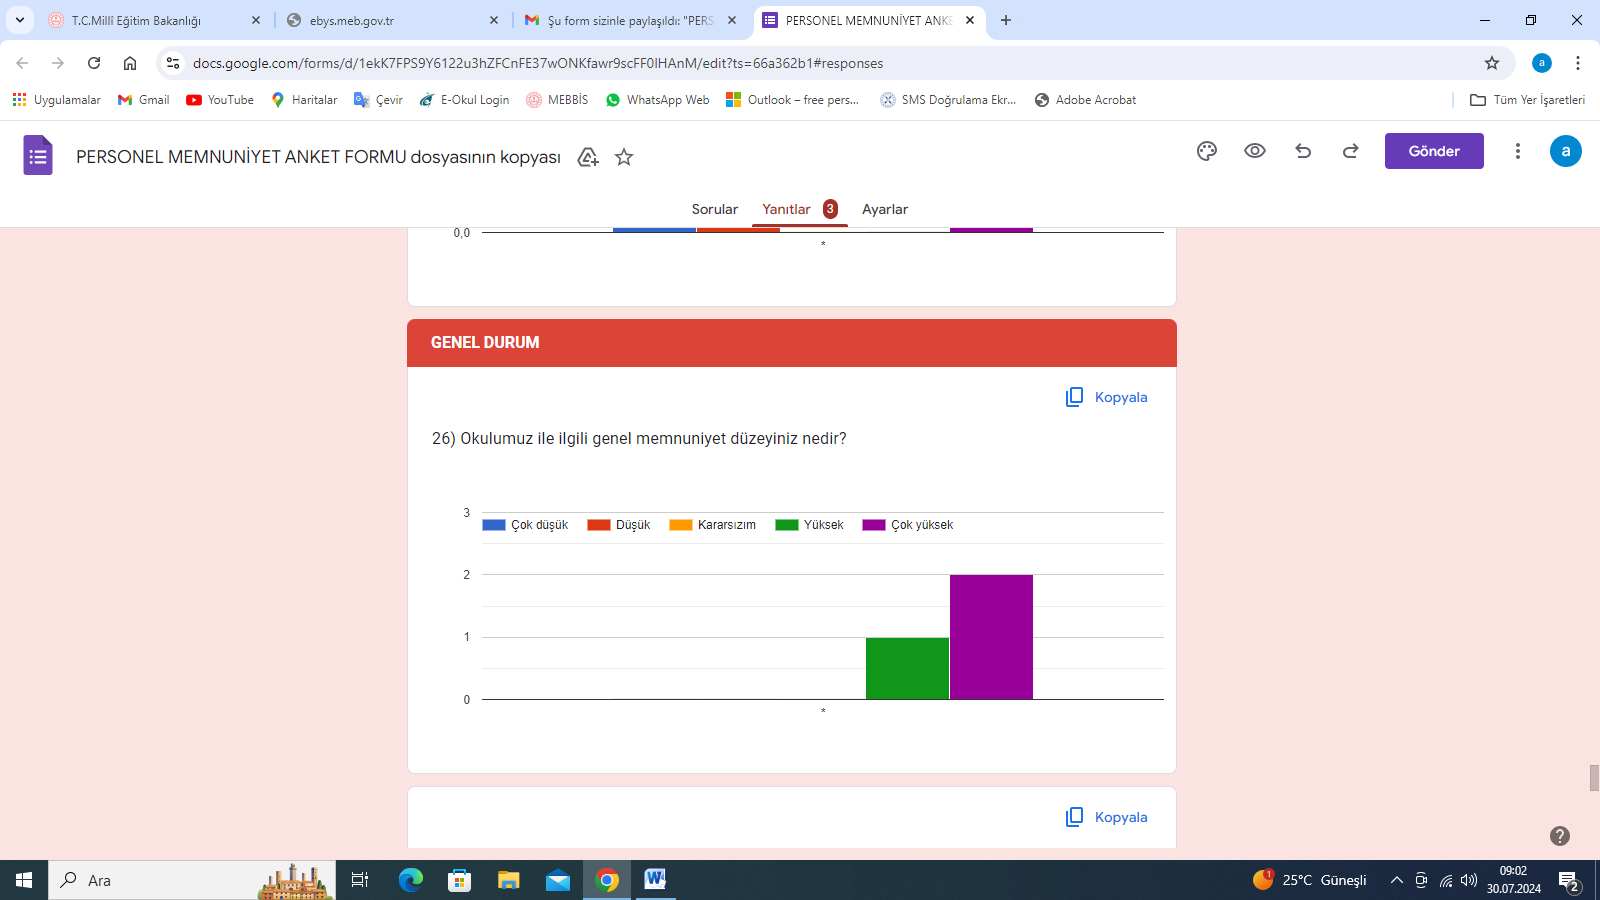 T.C.Millî Eğitim Bakanlığı
ebys.meb.gov.tr
Şu form sizinle paylaşıldı: "PERS
PERSONEL MEMNUNİYET ANKE
docs.google.com/forms/d/1ekK7FPS9Y6122u3hZFCnFE37wONKfawr9scFF0IHAnM/edit?ts=66a362b1#responses
a
Uygulamalar
Gmail
YouTube
Haritalar
Çevir
E-Okul Login
MEBBİS
WhatsApp Web
Outlook – free pers...
SMS Doğrulama Ekr...
Adobe Acrobat
Tüm Yer İşaretleri
PERSONEL MEMNUNİYET ANKET FORMU dosyasının kopyası
Gönder
a
Sorular
Yanıtlar 3
Ayarlar
0,0
*
GENEL DURUM
Kopyala
26) Okulumuz ile ilgili genel memnuniyet düzeyiniz nedir?
3
Çok düşük
Düşük
Kararsızım
Yüksek
Çok yüksek
2
1
0
*
Kopyala
Ara
1
25°C Güneşli
09:02
30.07.2024
2